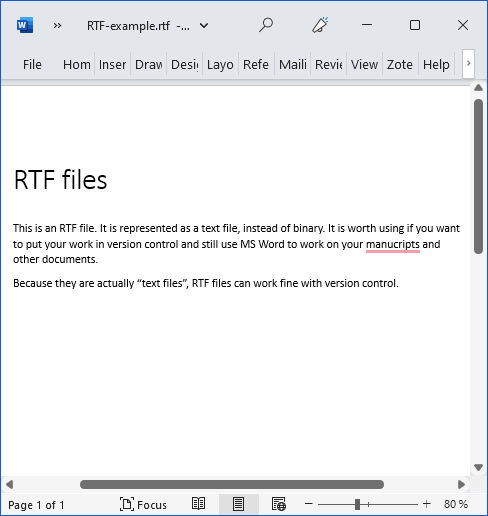 RTF-example.rtf -...
File Hom Inser Draw Desig Layo Refe Maili Revie View Zote Help
RTF files
This is an RTF file. It is represented as a text file, instead of binary. It is worth using if you want
to put your work in version control and still use MS Word to work on your manucripts and
other documents.
Because they are actually “text files”, RTF files can work fine with version control.
Page 1 of 1 Focus 80 %